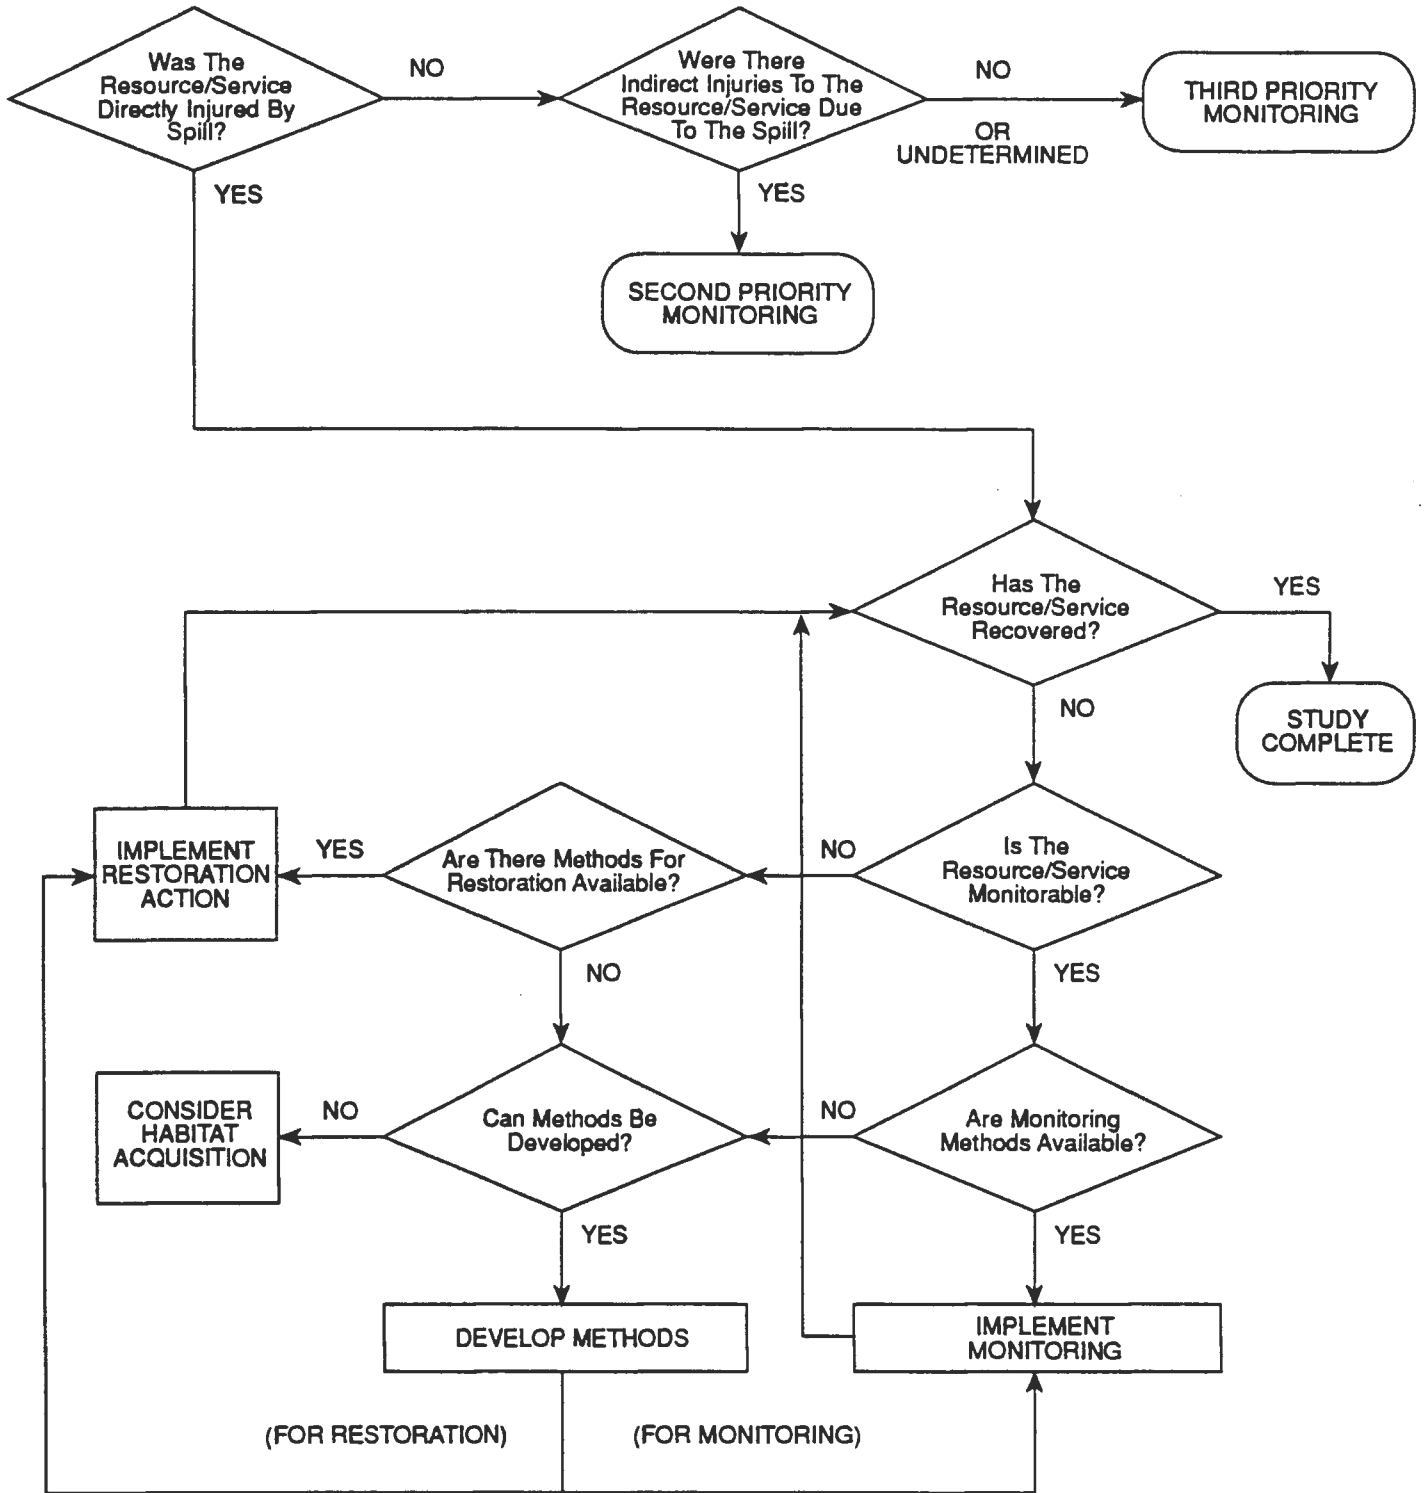 Was The
Resource/Service
Directly Injured By
Spill?
NO
Were There
Indirect Injuries To The
Resource/Service Due
To The Spill?
NO
OR
UNDETERMINED
THIRD PRIORITY
MONITORING
YES
YES
SECOND PRIORITY
MONITORING
Has The
Resource/Service
Recovered?
YES
STUDY
COMPLETE
NO
IMPLEMENT
RESTORATION
ACTION
YES
Are There Methods For
Restoration Available?
NO
Is The
Resource/Service
Monitorable?
NO
YES
CONSIDER
HABITAT
ACQUISITION
NO
Can Methods Be
Developed?
NO
Are Monitoring
Methods Available?
YES
YES
DEVELOP METHODS
IMPLEMENT
MONITORING
(FOR RESTORATION)
(FOR MONITORING)